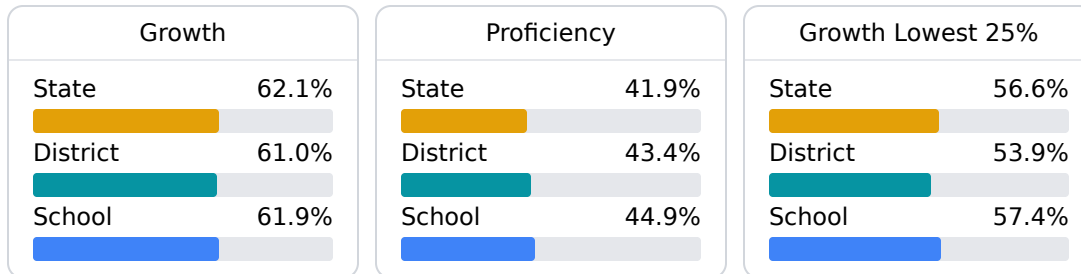 Growth
State 62.1%
District 61.0%
School 61.9%
Proficiency
State 41.9%
District 43.4%
School 44.9%
Growth Lowest 25%
State 56.6%
District 53.9%
School 57.4%